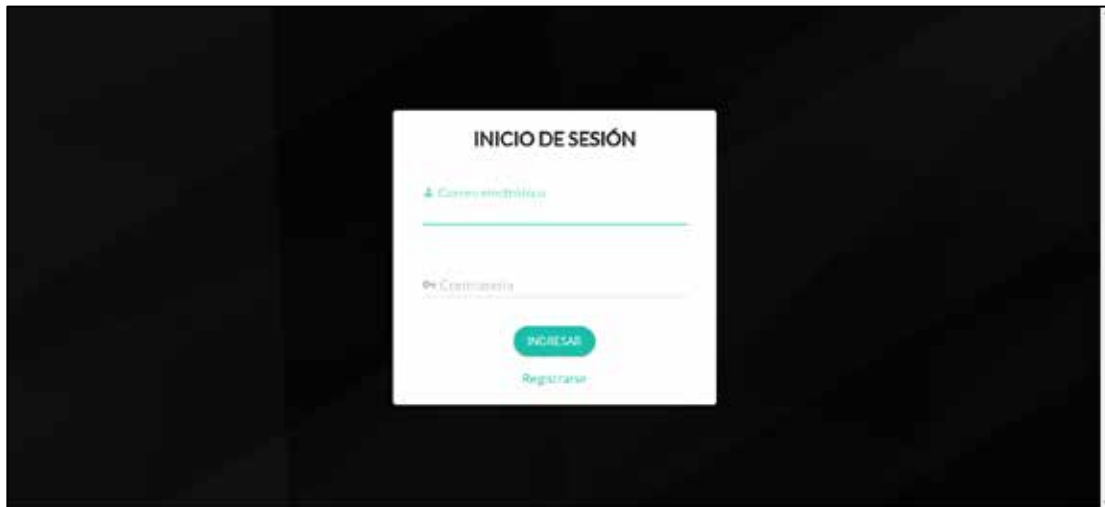 INICIO DE SESIÓN
Correo electrónico
Contraseña
INGRESAR
Registrarse